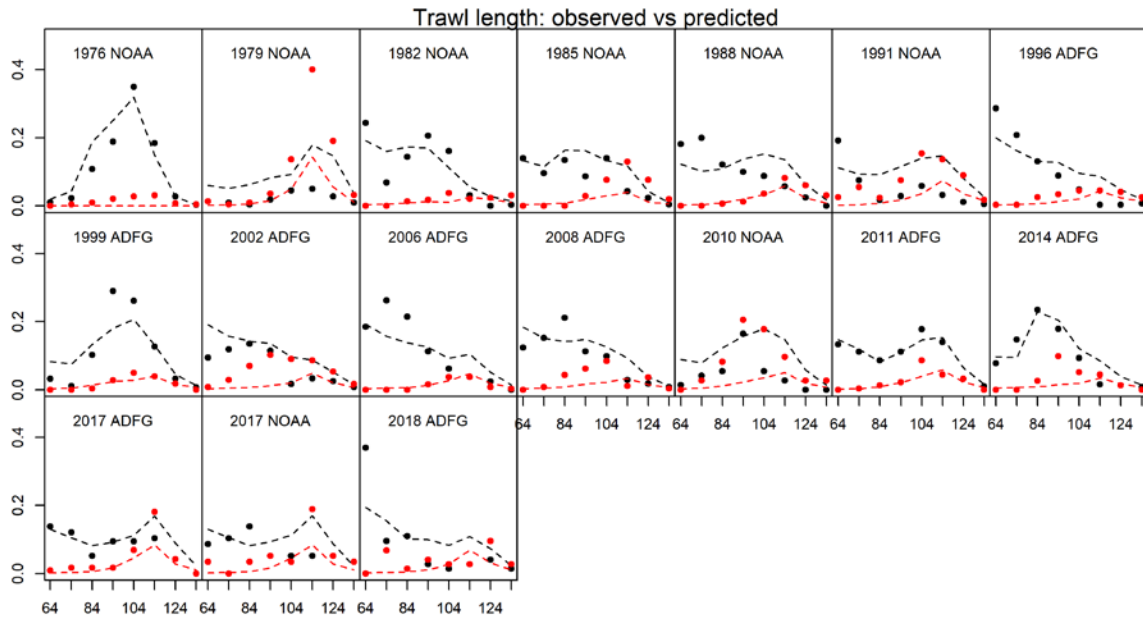 Trawl length: observed vs predicted
1976 NOAA 1979 NOAA 1982 NOAA 1985 NOAA 1988 NOAA 1991 NOAA 1996 ADFG
0.4
0.2
0.0
1999 ADFG 2002 ADFG 2006 ADFG 2008 ADFG 2010 NOAA 2011 ADFG 2014 ADFG
0.4
0.2
0.0
2017 ADFG 2017 NOAA 2018 ADFG
64 84 104 124 64 84 104 124 64 84 104 124 64 84 104 124
0.4
0.2
0.0
64 84 104 124 64 84 104 124 64 84 104 124